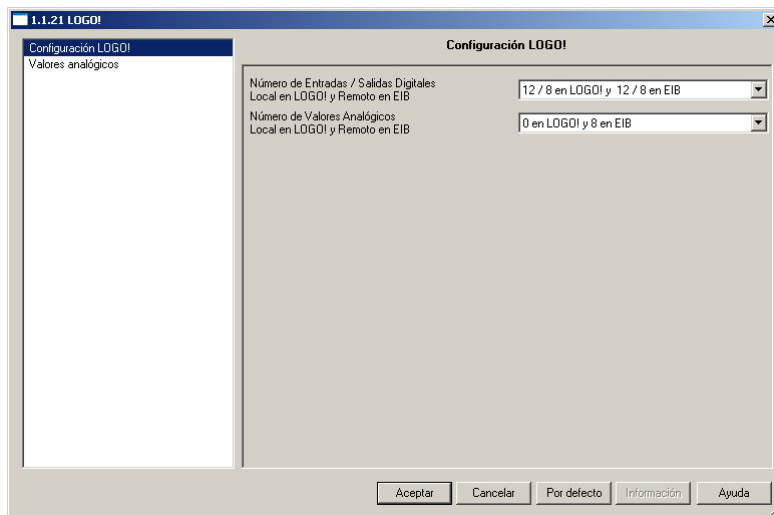 1.1.21 LOGO!
Configuración LOGO!
Valores analógicos
Configuración LOGO!
Número de Entradas / Salidas Digitales
Local en LOGO! y Remoto en EIB
12 / 8 en LOGO! y 12 / 8 en EIB
Número de Valores Analógicos
Local en LOGO! y Remoto en EIB
0 en LOGO! y 8 en EIB
Aceptar
Cancelar
Por defecto
Información
Ayuda